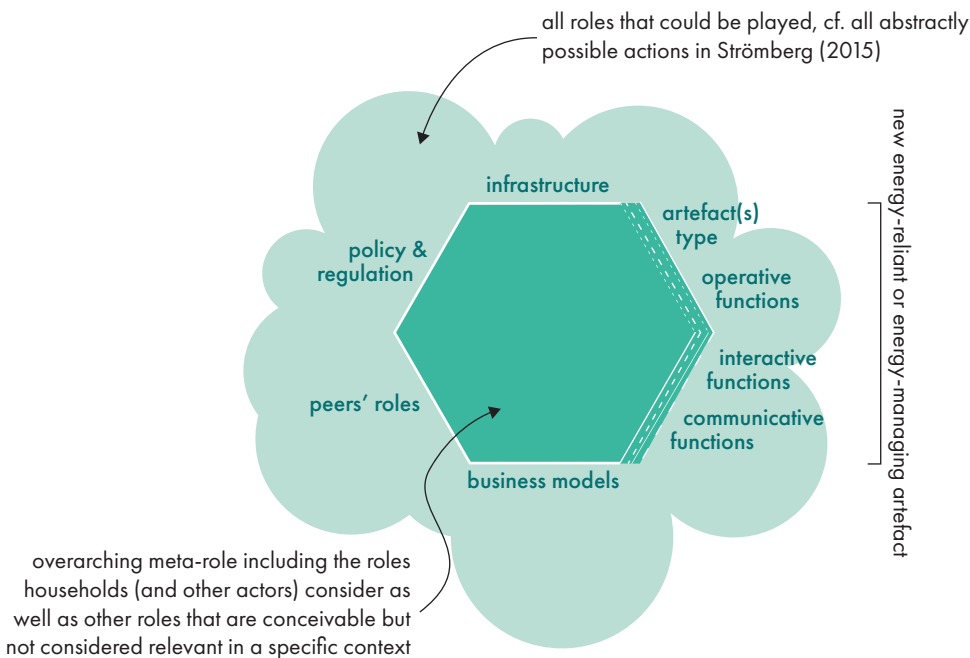 all roles that could be played, cf. all abstractly
possible actions in Strömberg (2015)
infrastructure
artefact(s)
type
policy &
regulation
operative
functions
interactive
functions
peers’ roles
communicative
functions
business models
new energy-reliant or energy-managing artefact
overarching meta-role including the roles
households (and other actors) consider as
well as other roles that are conceivable but
not considered relevant in a specific context